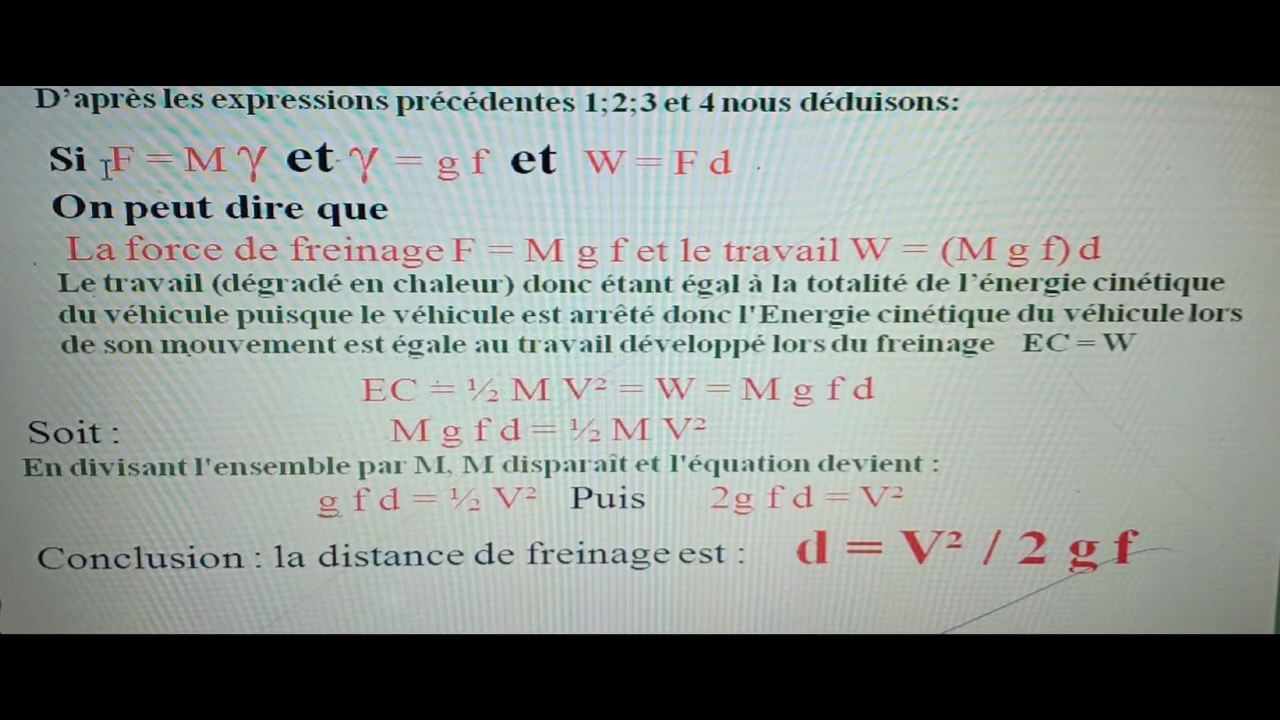 D'après les expressions précédentes 1;2;3 et 4 nous déduisons:
Si F = M γ et γ = g f et W = F d
On peut dire que
La force de freinage F = M g f et le travail W = (M g f) d
Le travail (dégradé en chaleur) donc étant égal à la totalité de l'énergie cinétique
du véhicule puisque le véhicule est arrêté donc l'Energie cinétique du véhicule lors
de son mouvement est égale au travail développé lors du freinage EC = W
EC = ½ M V² = W = M g f d
Soit : M g f d = ½ M V²
En divisant l'ensemble par M, M disparaît et l'équation devient :
g f d = ½ V² Puis 2g f d = V²
Conclusion : la distance de freinage est : d = V² / 2 g f